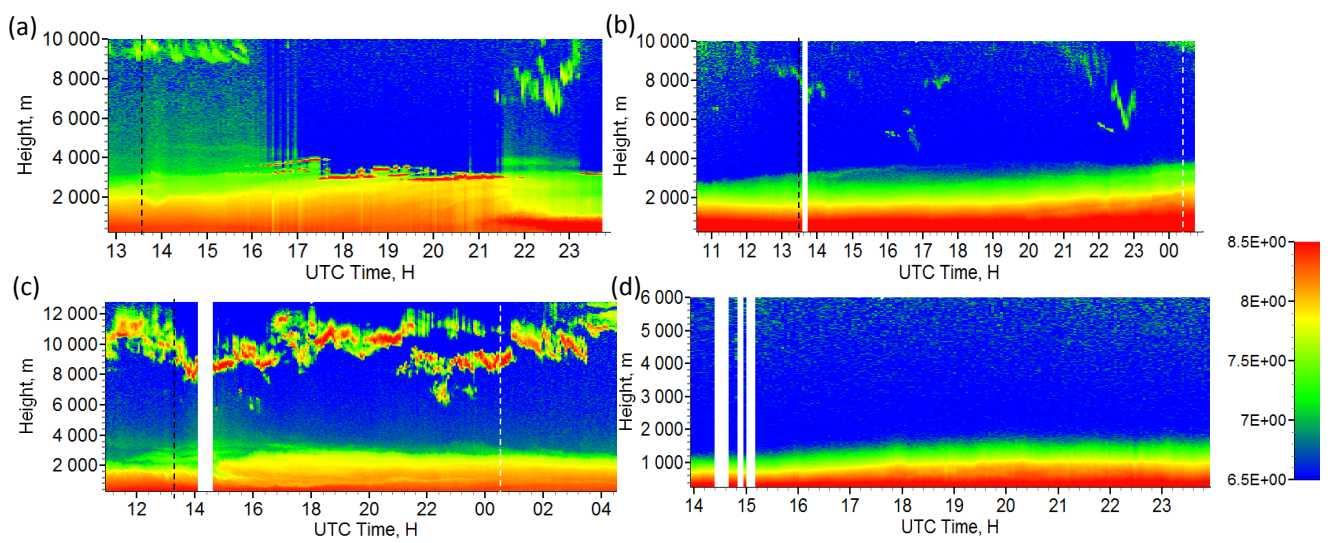 (a)
10 000
8 000
6 000
4 000
2 000
Height, m
13 14 15 16 17 18 19 20 21 22 23
UTC Time, H
(b)
10 000
8 000
6 000
4 000
2 000
Height, m
11 12 13 14 15 16 17 18 19 20 21 22 23 00
UTC Time, H
(c)
12 000
10 000
8 000
6 000
4 000
2 000
Height, m
12 14 16 18 20 22 00 02 04
UTC Time, H
(d)
6 000
5 000
4 000
3 000
2 000
1 000
Height, m
14 15 16 17 18 19 20 21 22 23
UTC Time, H
8.5E+00
8E+00
7.5E+00
7E+00
6.5E+00